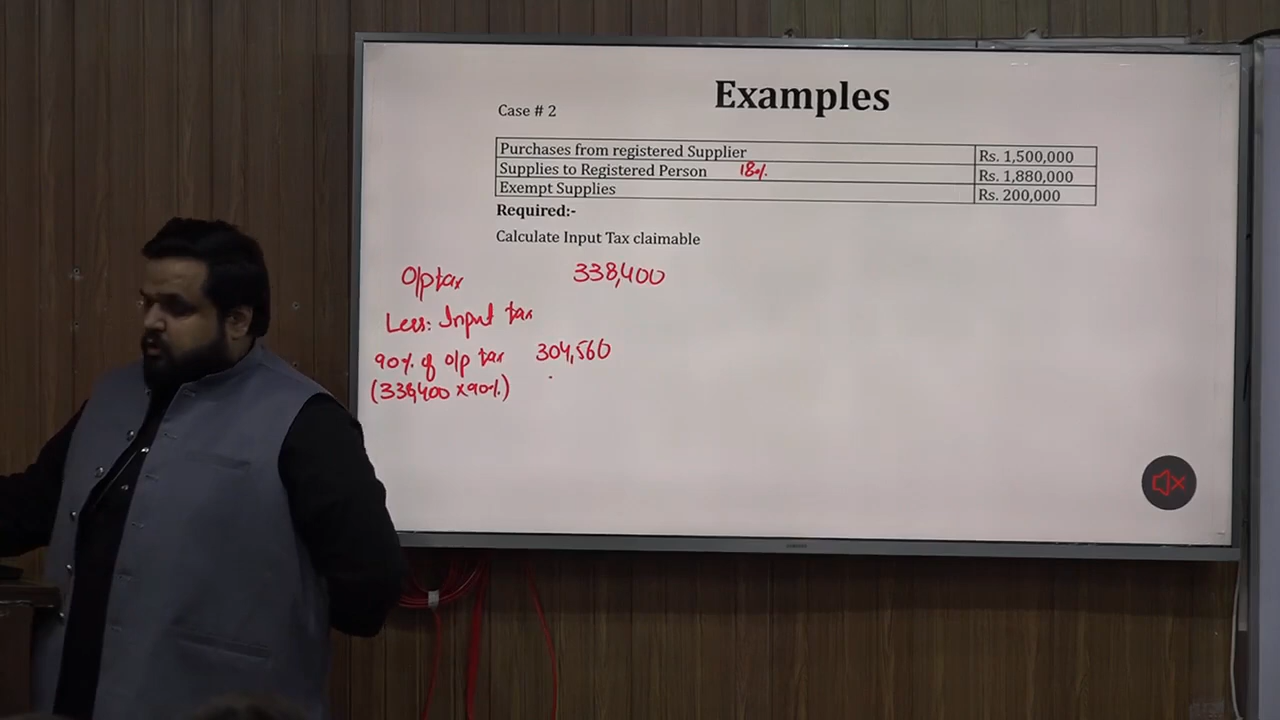 Examples
Case # 2
Purchases from registered Supplier Rs. 1,500,000
Supplies to Registered Person 18% Rs. 1,880,000
Exempt Supplies Rs. 200,000
Required:-
Calculate Input Tax claimable
O/p tax 338,400
Less: Input tax
90% of o/p tax 304,560
(338,400 x 90%)